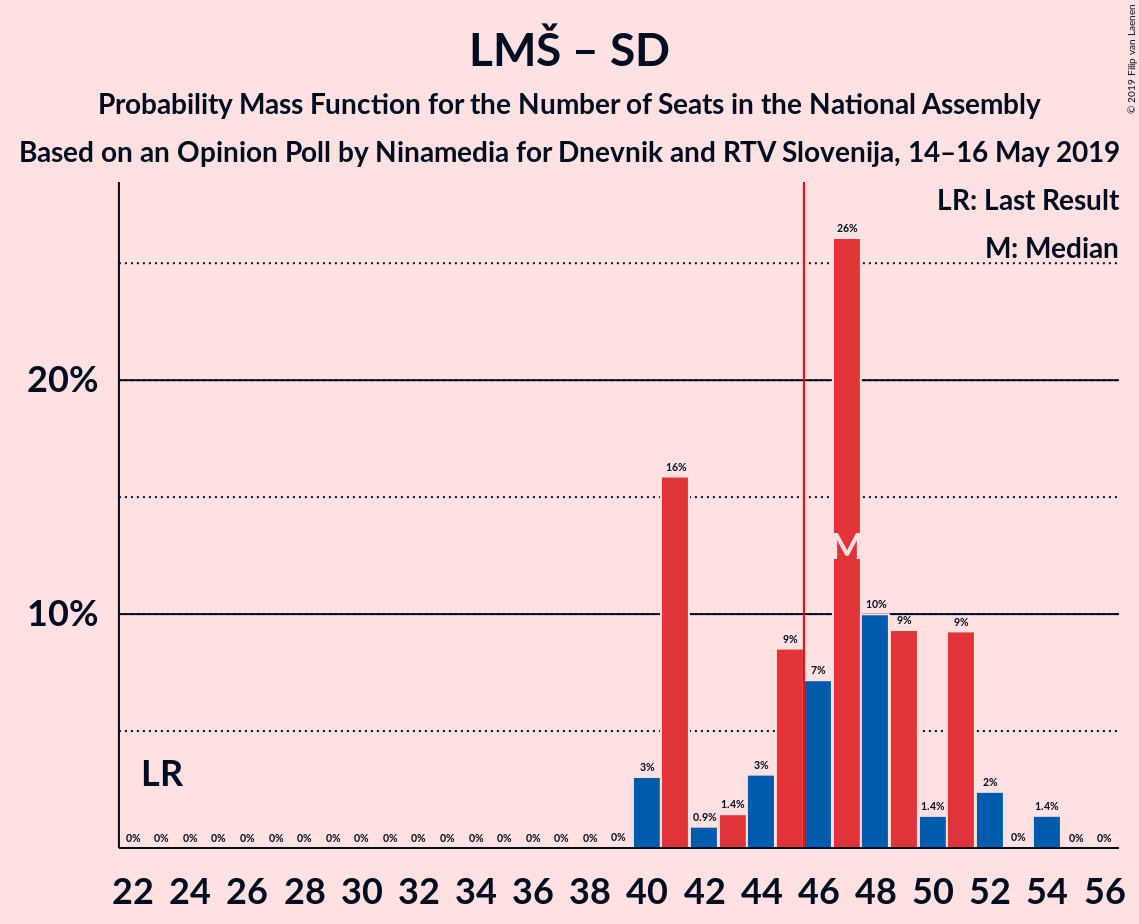 LMŠ – SD
Probability Mass Function for the Number of Seats in the National Assembly
Based on an Opinion Poll by Ninamedia for Dnevnik and RTV Slovenija, 14–16 May 2019
© 2019 Filip van Laenen
LR: Last Result
M: Median
26%
20%
16%
M
10%
10%
9%
9%
9%
7%
LR
3%
0.9%
1.4%
3%
1.4%
2%
1.4%
0% 0% 0% 0% 0% 0% 0% 0% 0% 0% 0% 0% 0% 0% 0% 0% 0% 0% 0% 0% 0%
22 24 26 28 30 32 34 36 38 40 42 44 46 48 50 52 54 56